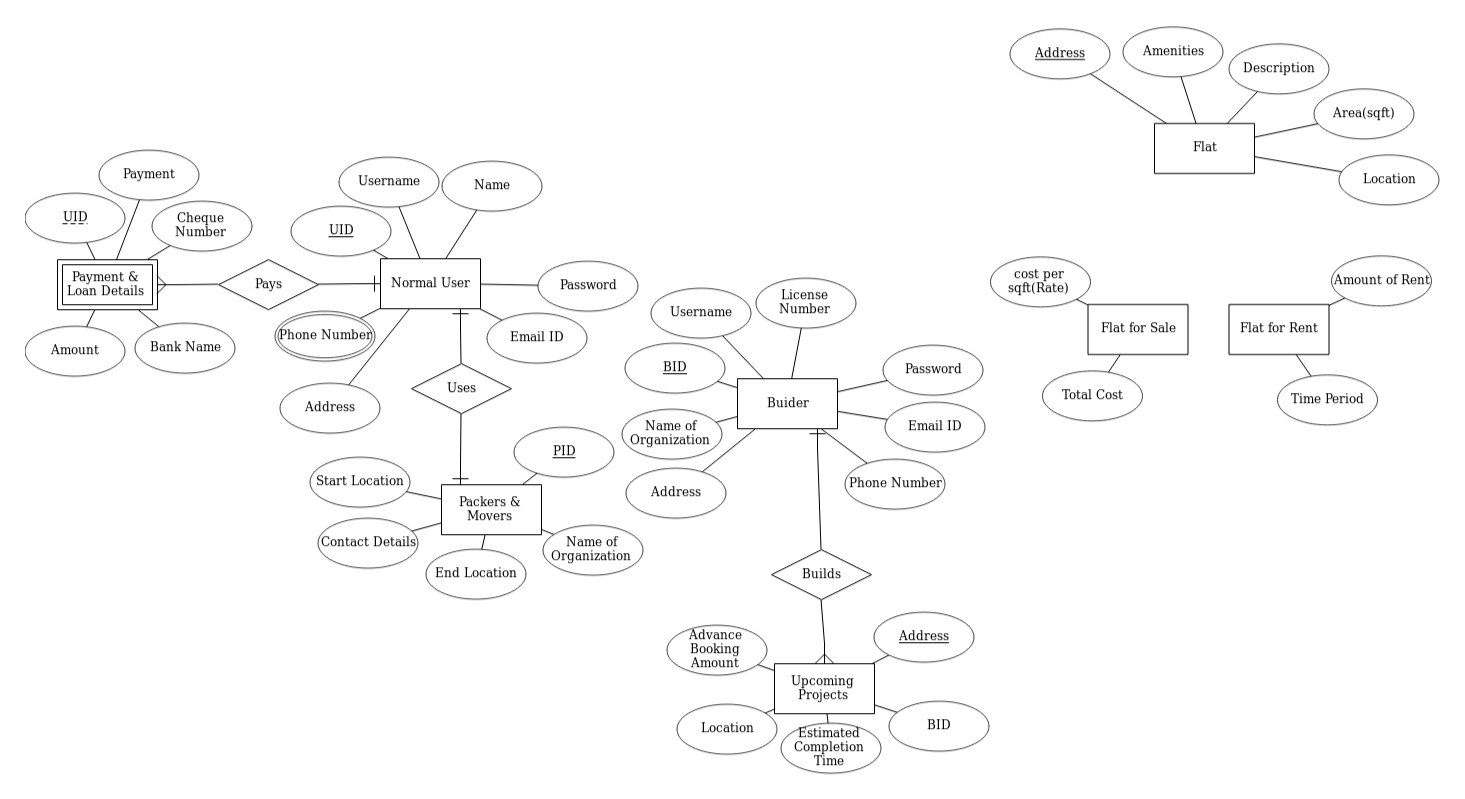 Address
Amenities
Description
Area(sqft)
Location
Flat
Payment
UID
Cheque
Number
Payment &
Loan Details
Amount
Bank Name
Pays
Username
Name
UID
Normal User
Password
Phone Number
Email ID
Address
Uses
PID
Start Location
Packers &
Movers
Contact Details
Name of
Organization
End Location
Username
License
Number
BID
Password
Buider
Name of
Organization
Email ID
Address
Phone Number
Builds
Advance
Booking
Amount
Address
Upcoming
Projects
Location
Estimated
Completion
Time
BID
cost per
sqft(Rate)
Flat for Sale
Total Cost
Amount of Rent
Flat for Rent
Time Period